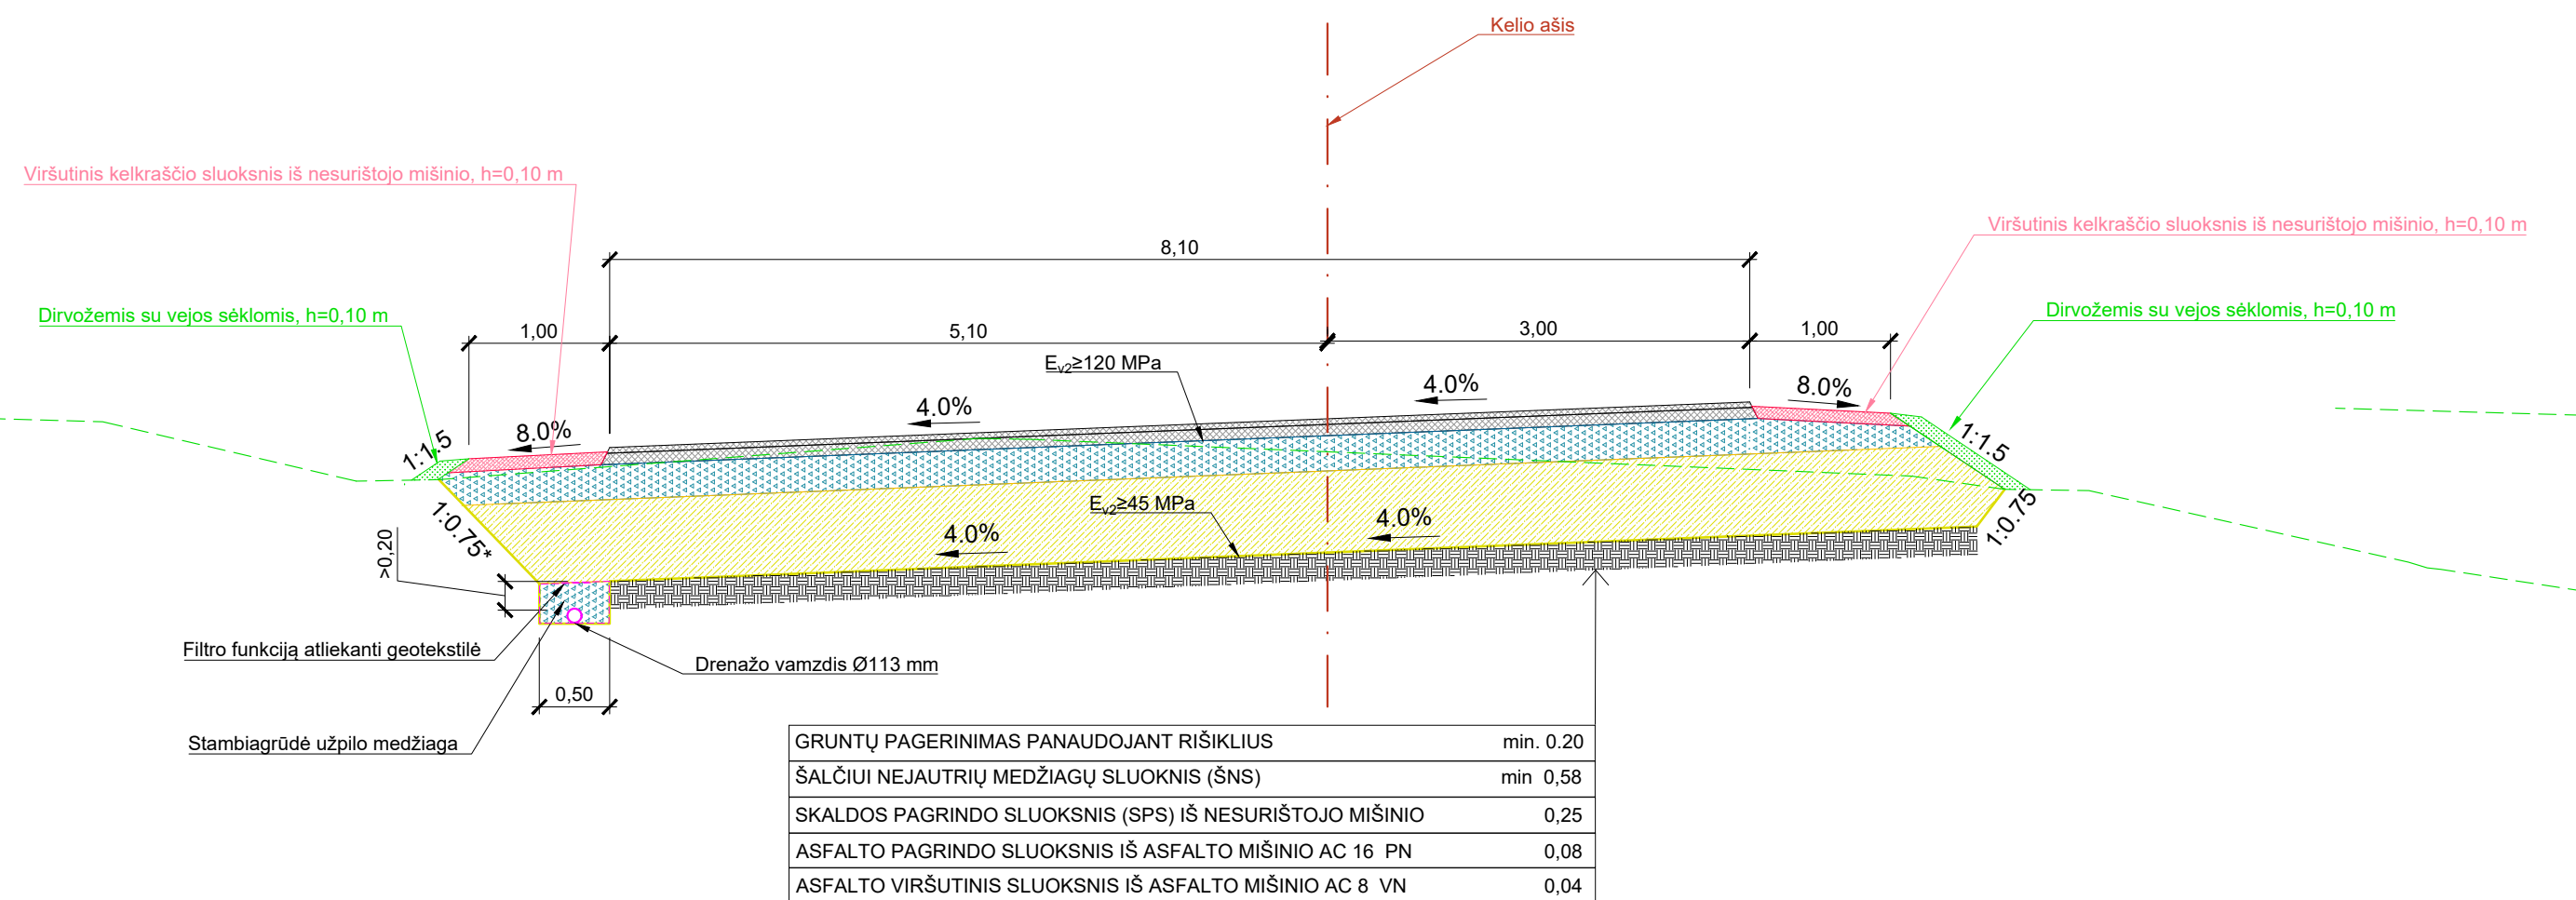 Kelio ašis
Viršutinis kelkraščio sluoksnis iš nesurištojo mišinio, h=0,10 m
Viršutinis kelkraščio sluoksnis iš nesurištojo mišinio, h=0,10 m
8,10
Dirvožemis su vejos sėklomis, h=0,10 m
Dirvožemis su vejos sėklomis, h=0,10 m
1,00
5,10
3,00
1,00
Ev2≥120 MPa
4.0%
8.0%
4.0%
8.0%
1:1.5
1:1.5
1:0.75*
Ev2≥45 MPa
4.0%
4.0%
1:0.75
>0,20
Filtro funkciją atliekanti geotekstilė
Drenažo vamzdis Ø113 mm
0,50
Stambiagrūdė užpilo medžiaga
GRUNTŲ PAGERINIMAS PANAUDOJANT RIŠIKLIUS min. 0.20
ŠALČIUI NEJAUTRIŲ MEDŽIAGŲ SLUOKNIS (ŠNS) min 0,58
SKALDOS PAGRINDO SLUOKSNIS (SPS) IŠ NESURIŠTOJO MIŠINIO 0,25
ASFALTO PAGRINDO SLUOKSNIS IŠ ASFALTO MIŠINIO AC 16 PN 0,08
ASFALTO VIRŠUTINIS SLUOKSNIS IŠ ASFALTO MIŠINIO AC 8 VN 0,04